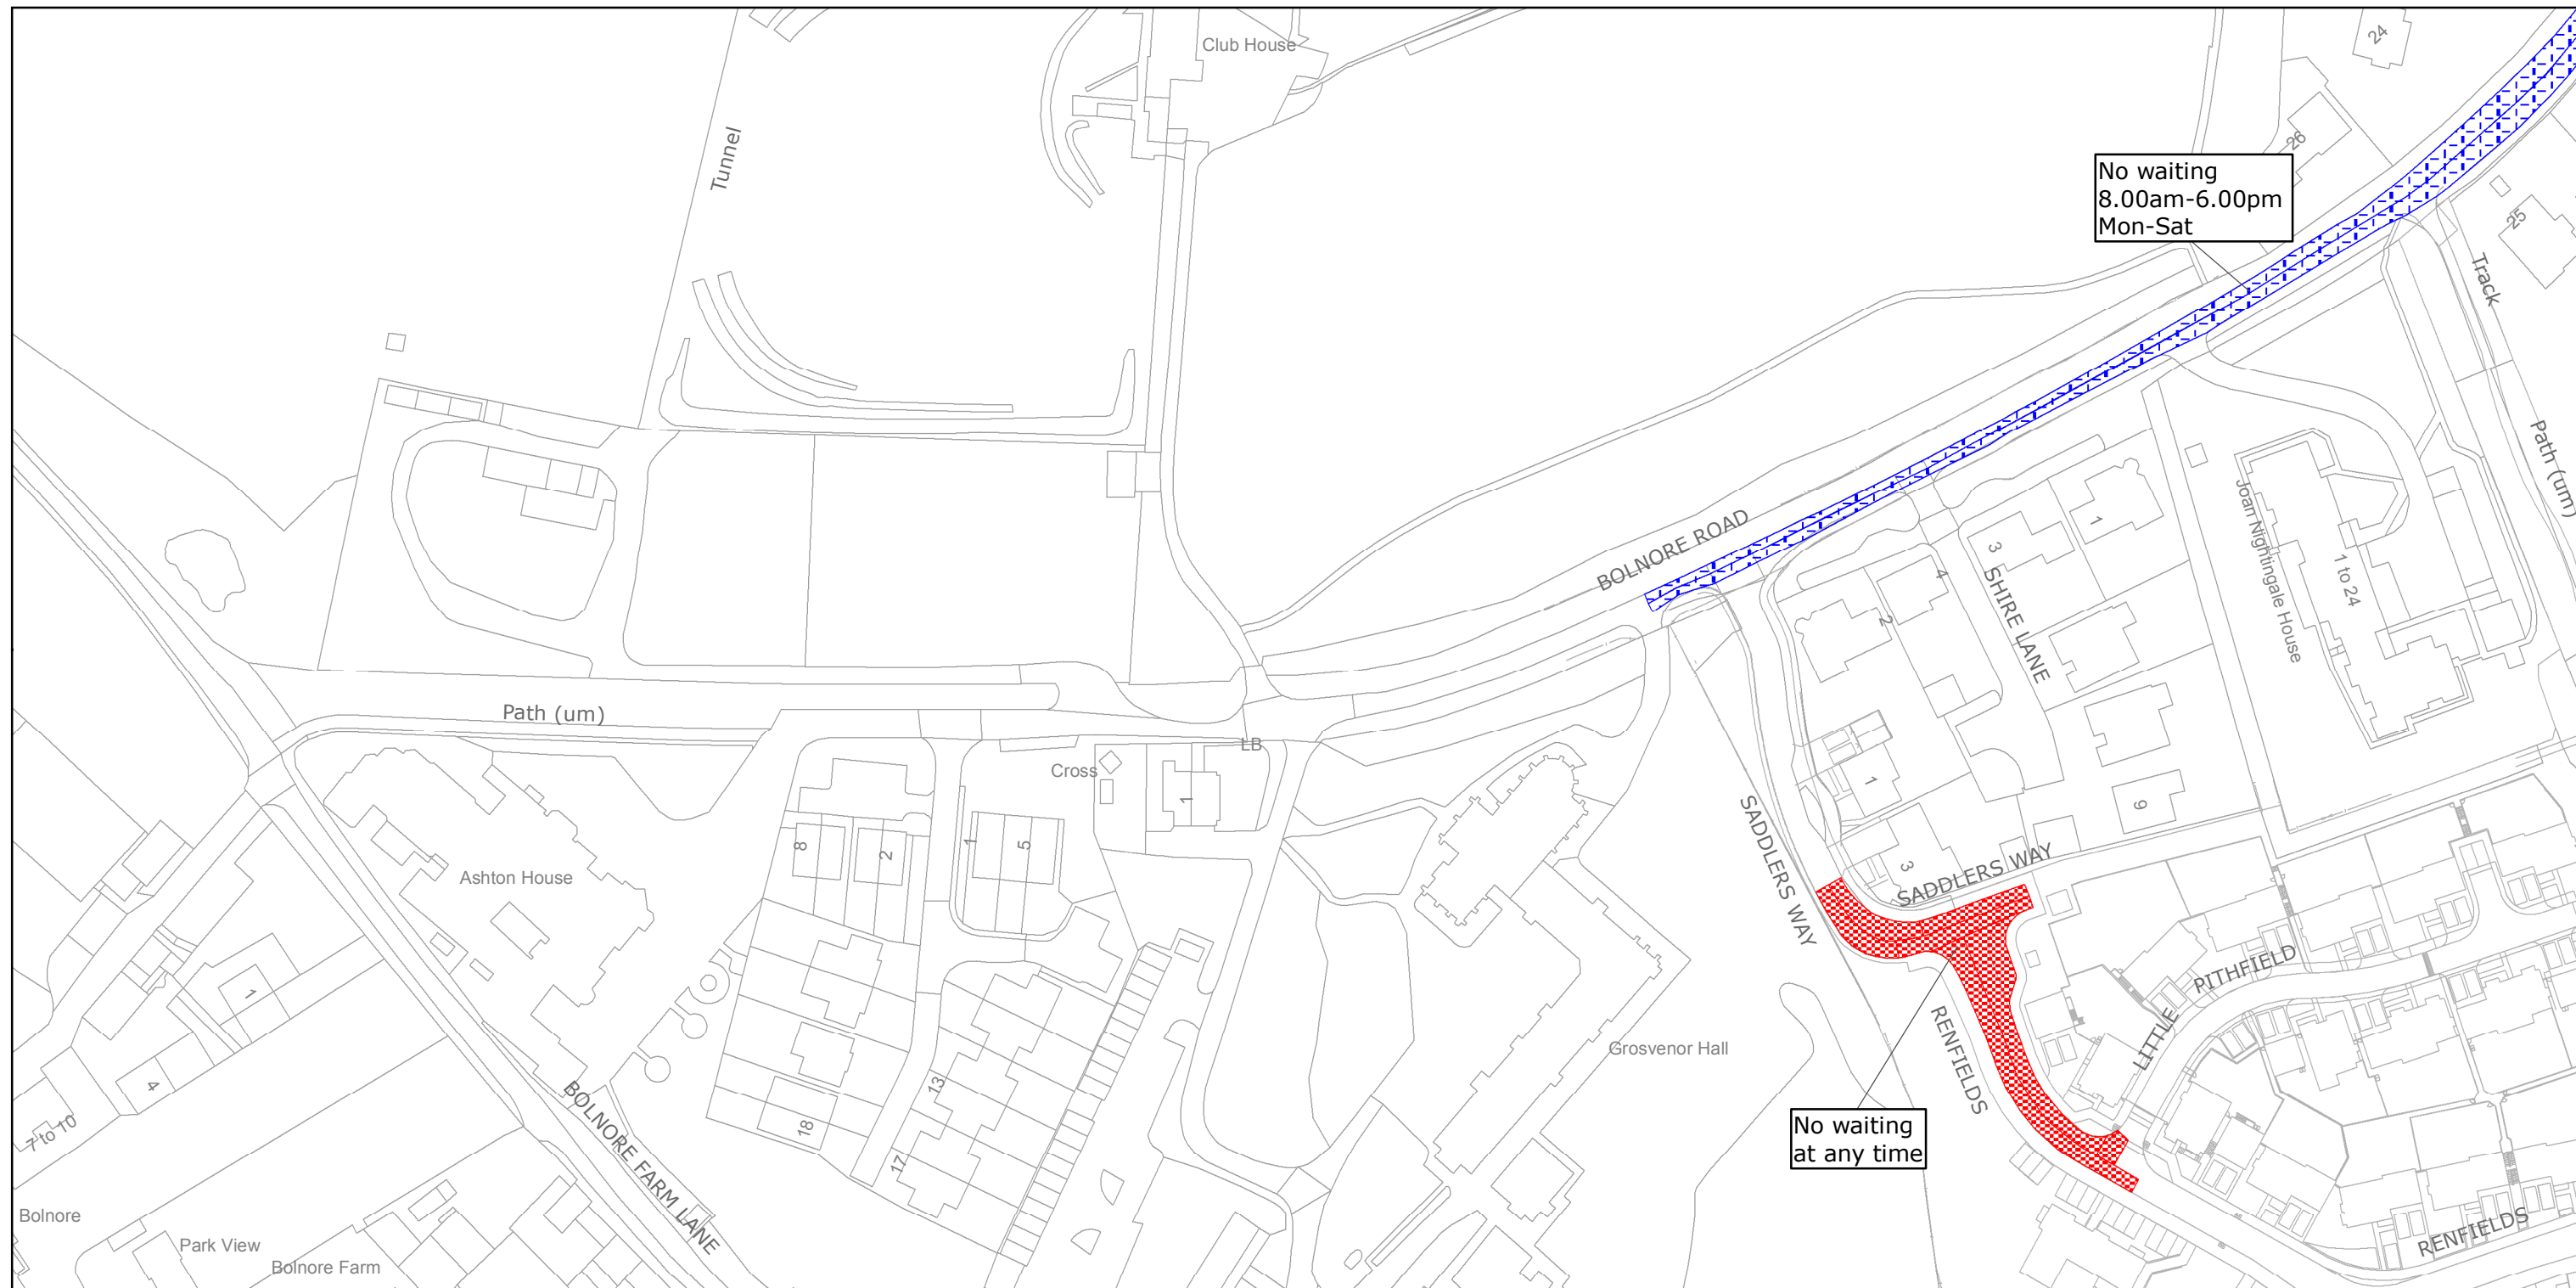 Club House
24
Tunnel
26
No waiting
8.00am-6.00pm
Mon-Sat
25
Track
Path (um)
BOLNORE ROAD
Joan Nightingale House
1 to 24
1
3
4
2
SHIRE LANE
Path (um)
LB
Cross
1
1
9
SADDLERS WAY
8
2
1
5
3
SADDLERS WAY
Ashton House
1
4
7 to 10
LITTLE PITHFIELD
RENFIELDS
Grosvenor Hall
13
18
17
BOLNORE FARM LANE
No waiting
at any time
Bolnore
Park View
Bolnore Farm
RENFIELDS